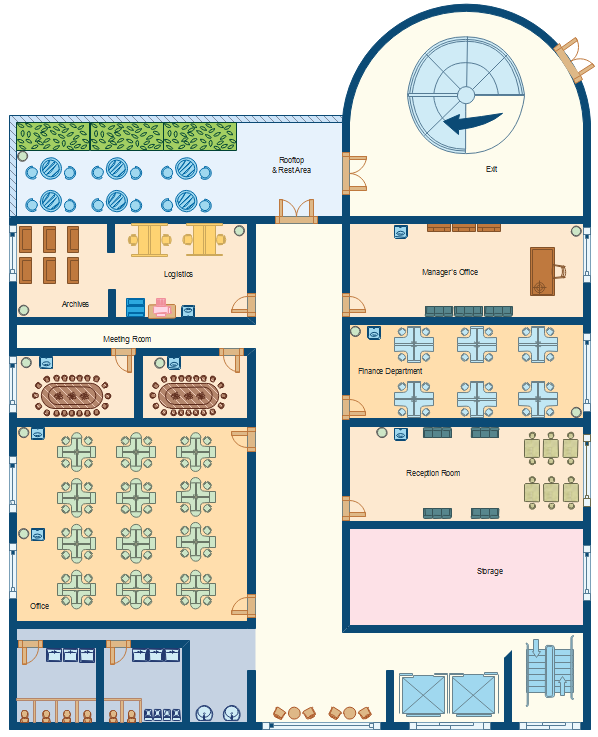 Rooftop
& Rest Area
Exit
Logistics
Manager's Office
Archives
Meeting Room
Finance Department
Reception Room
Storage
Office